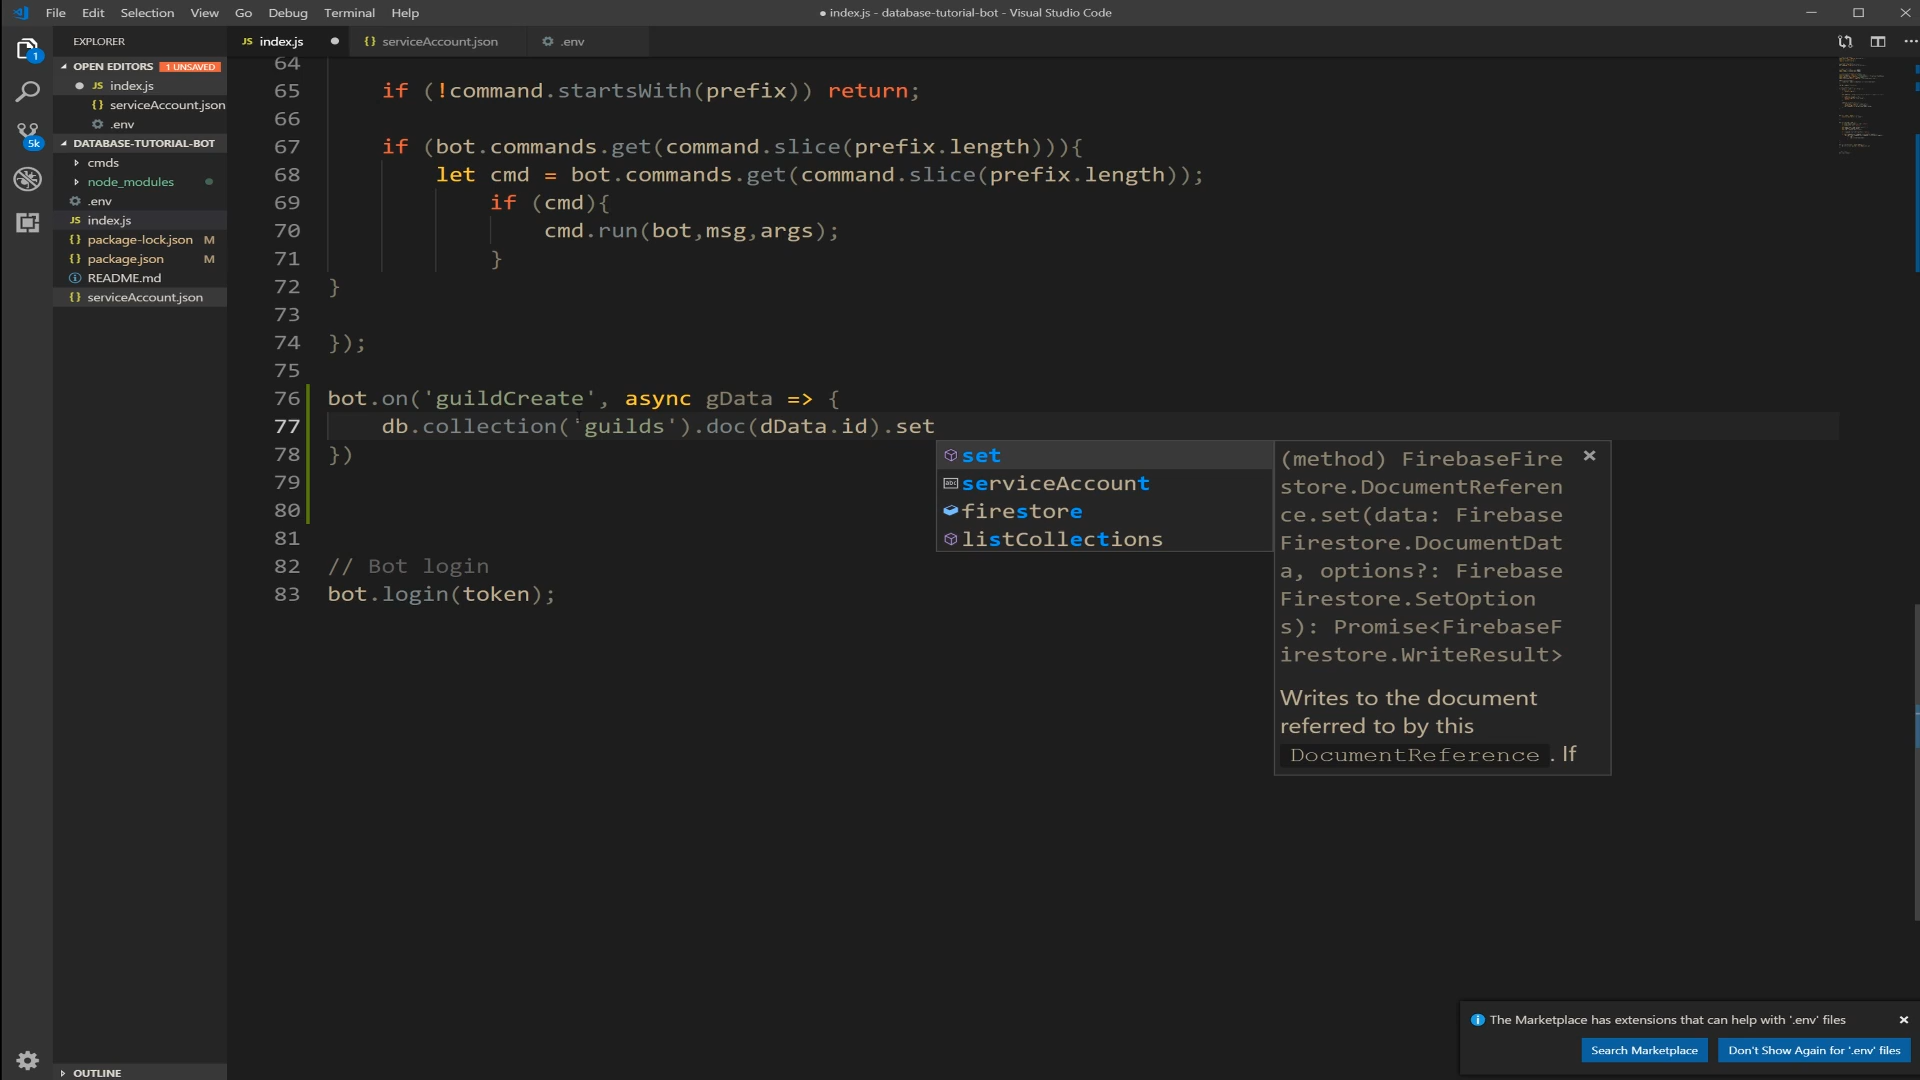 File Edit Selection View Go Debug Terminal Help
● index.js - database-tutorial-bot - Visual Studio Code
EXPLORER
OPEN EDITORS 1 UNSAVED
● JS index.js
{} serviceAccount.json
.env
DATABASE-TUTORIAL-BOT
cmds
node_modules
.env
JS index.js
{} package-lock.json M
{} package.json M
README.md
{} serviceAccount.json
OUTLINE
1
5k
JS index.js ●
{} serviceAccount.json
.env
64
65 if (!command.startsWith(prefix)) return;
66
67 if (bot.commands.get(command.slice(prefix.length))){
68 let cmd = bot.commands.get(command.slice(prefix.length));
69 if (cmd){
70 cmd.run(bot,msg,args);
71 }
72 }
73
74 });
75
76 bot.on('guildCreate', async gData => {
77 db.collection('guilds').doc(dData.id).set
78 })
79
80
81
82 // Bot login
83 bot.login(token);
set
serviceAccount
firestore
listCollections
(method) FirebaseFire
store.DocumentReferen
ce.set(data: Firebase
Firestore.DocumentDat
a, options?: Firebase
Firestore.SetOption
s): Promise<FirebaseF
irestore.WriteResult>
Writes to the document
referred to by this
DocumentReference. If
The Marketplace has extensions that can help with '.env' files
Search Marketplace
Don't Show Again for '.env' files